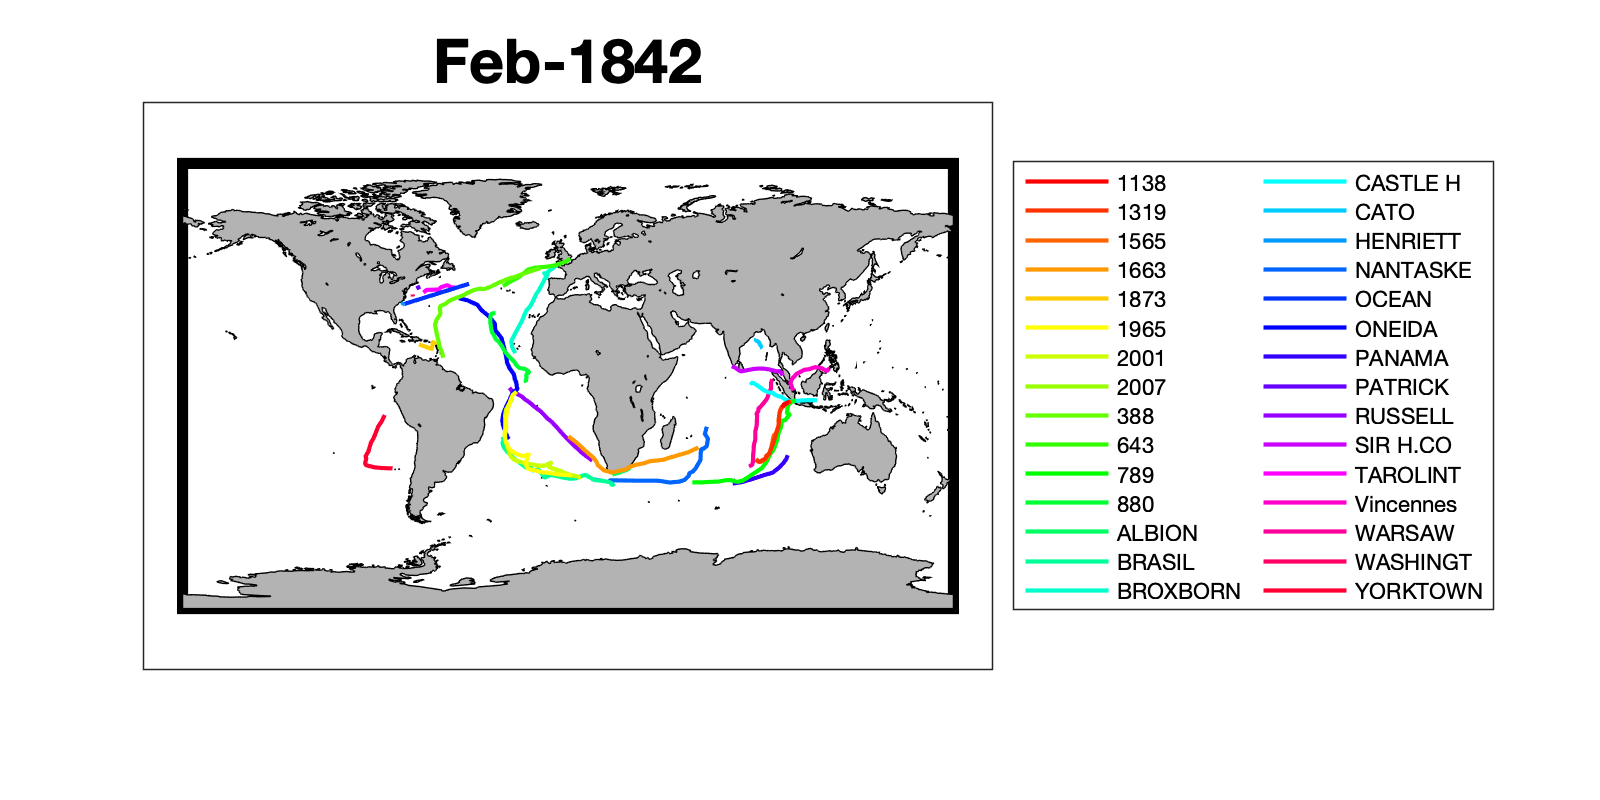 Feb-1842
1138
1319
1565
1663
1873
1965
2001
2007
388
643
789
880
ALBION
BRASIL
BROXBORN
CASTLE H
CATO
HENRIETT
NANTASKE
OCEAN
ONEIDA
PANAMA
PATRICK
RUSSELL
SIR H.CO
TAROLINT
Vincennes
WARSAW
WASHINGT
YORKTOWN